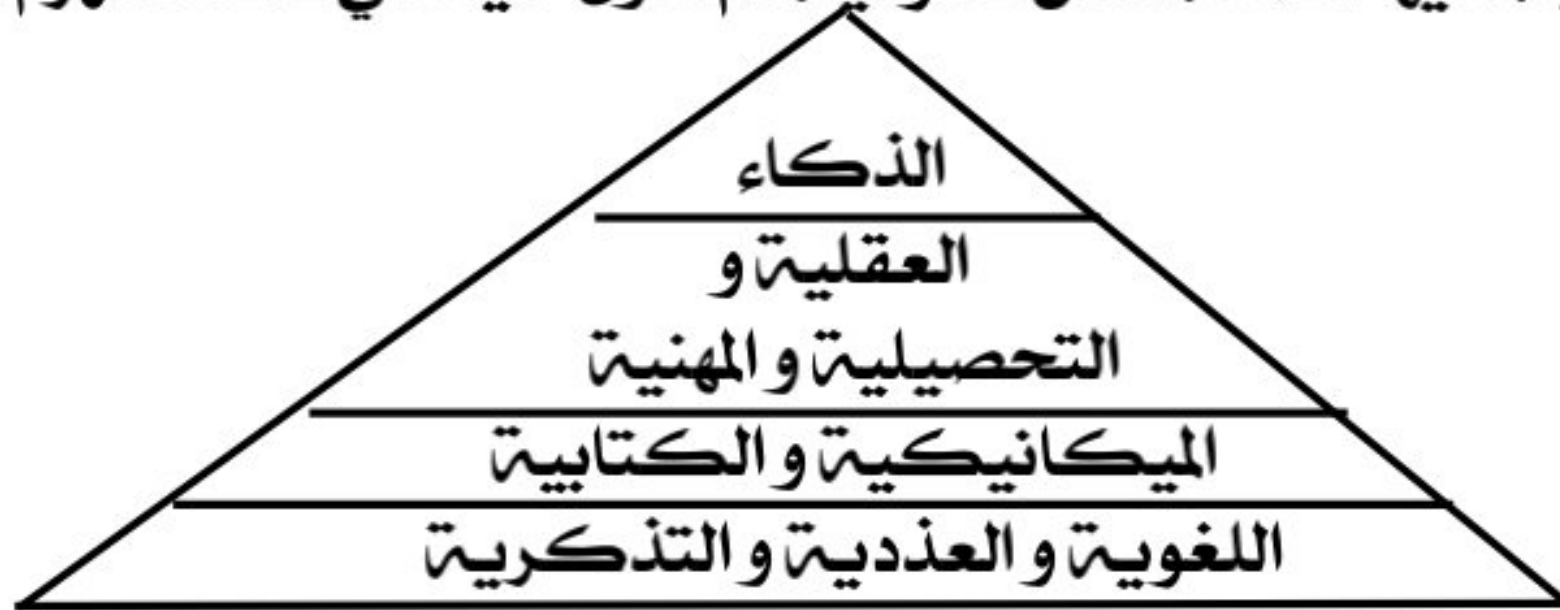 الذكاء
العقلية و
التحصيلية و المهنية
الميكانيكية و الكتابية
اللغوية و العذدية و التذكرية